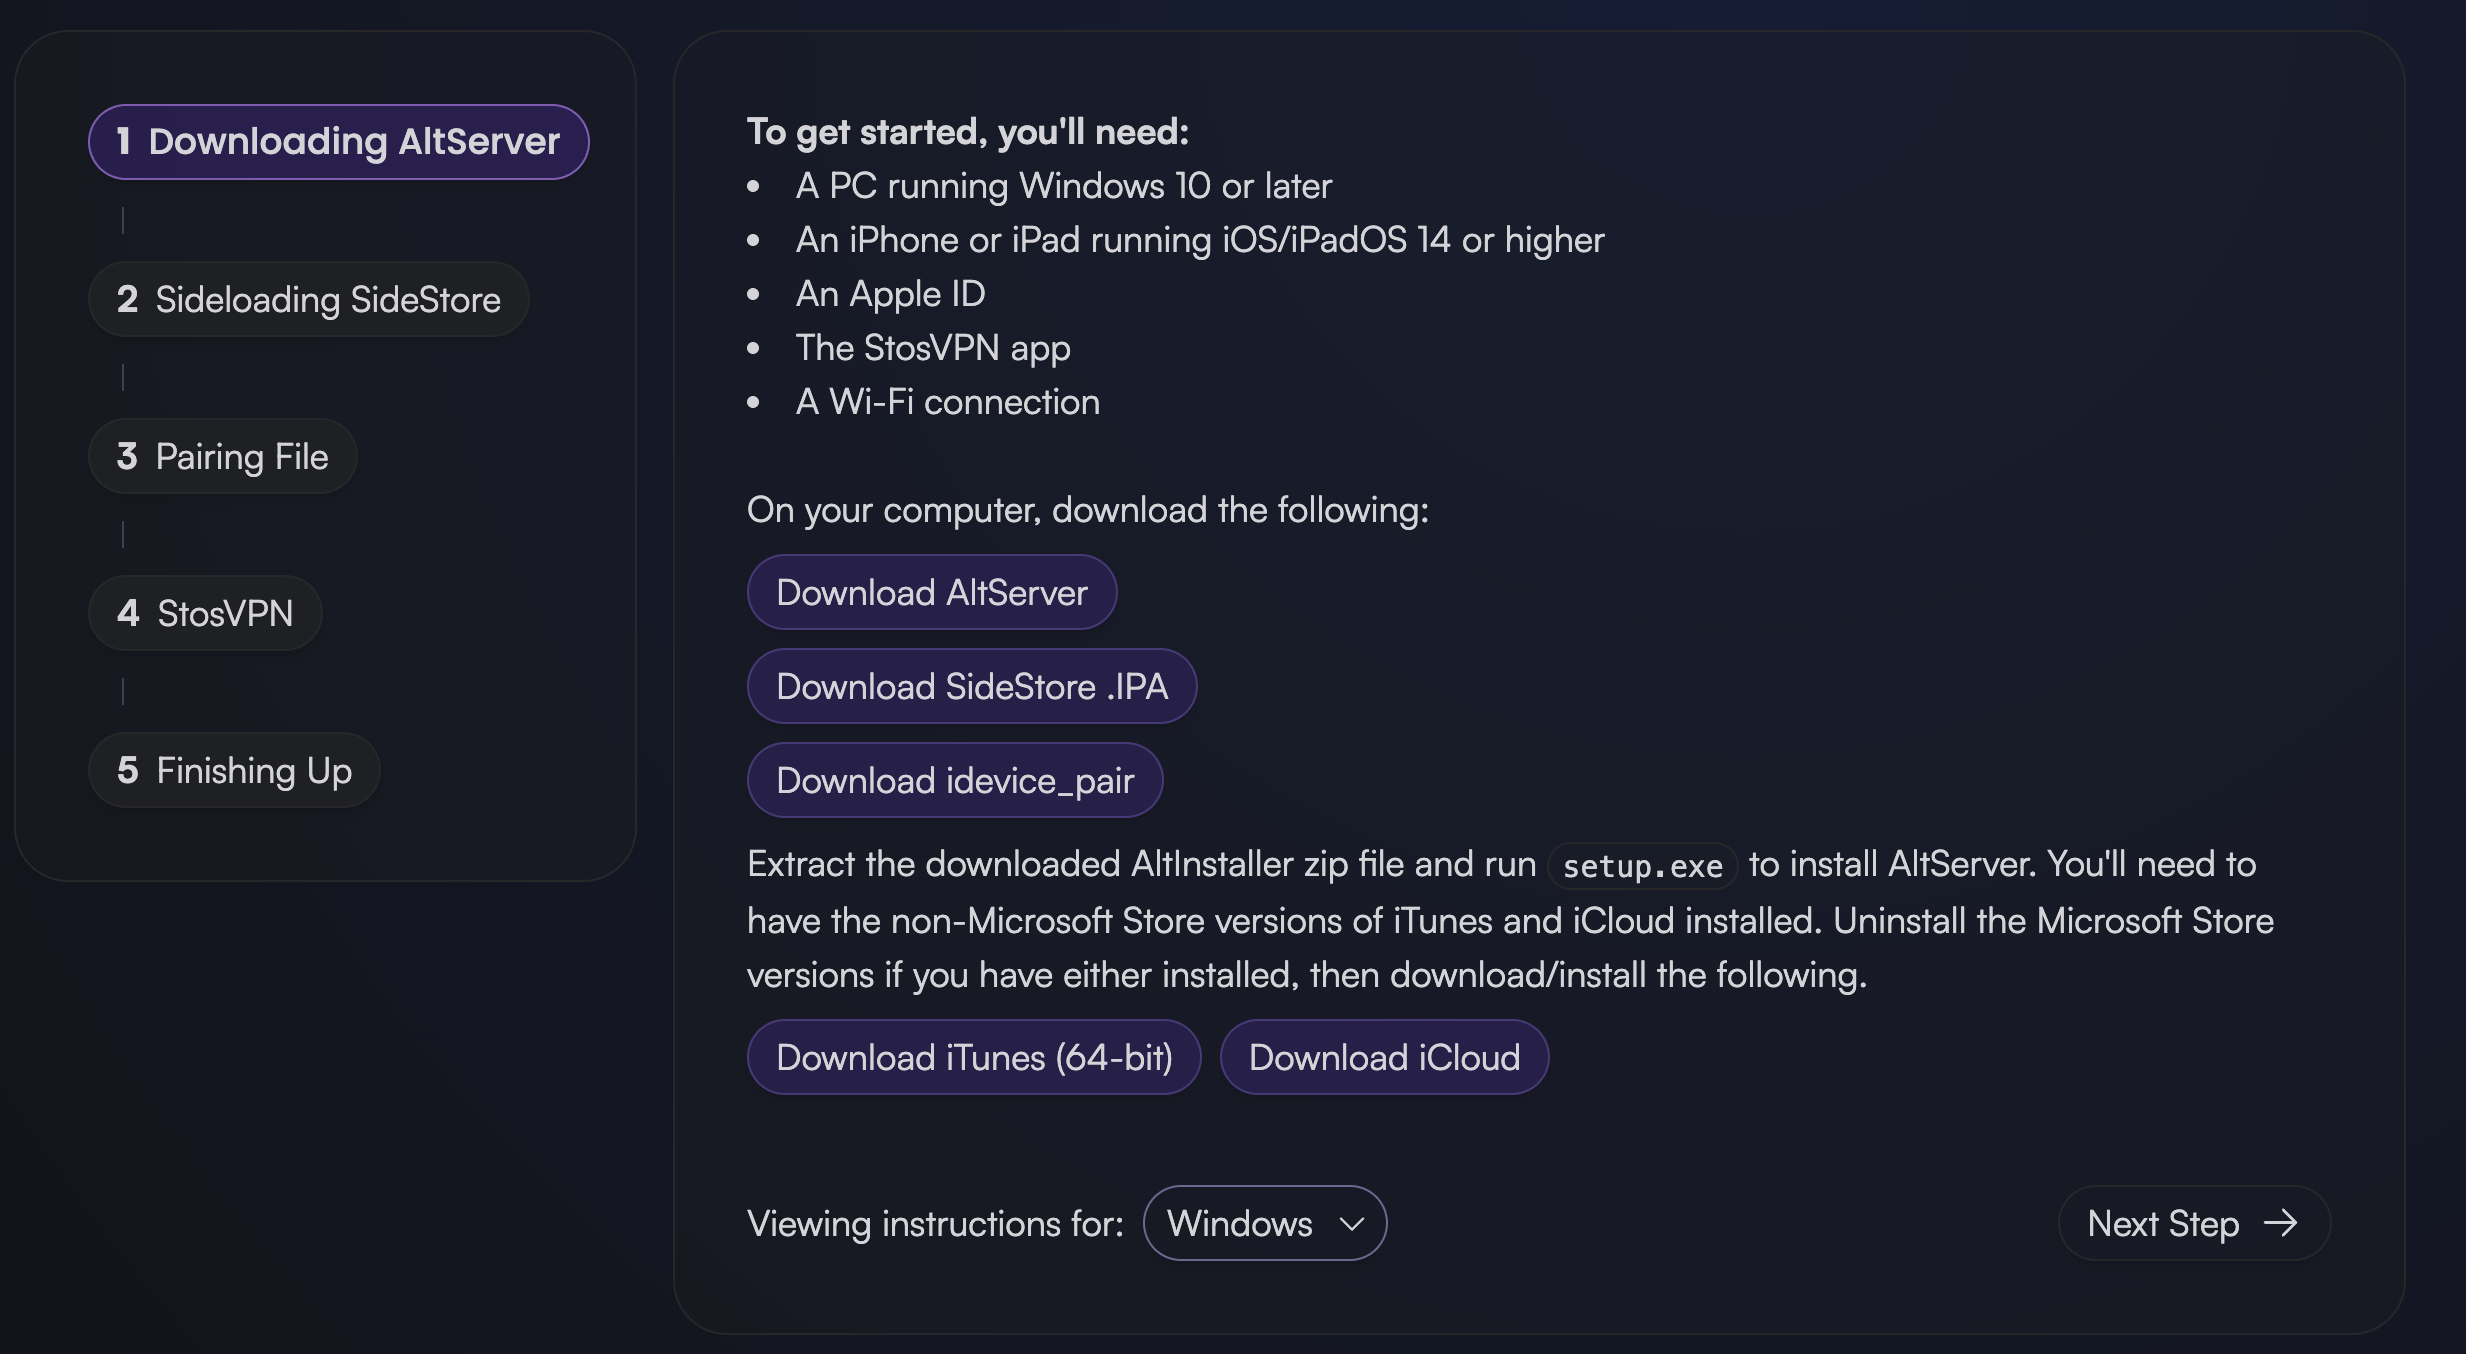 1 Downloading AltServer
2 Sideloading SideStore
3 Pairing File
4 StosVPN
5 Finishing Up
To get started, you'll need:
• A PC running Windows 10 or later
• An iPhone or iPad running iOS/iPadOS 14 or higher
• An Apple ID
• The StosVPN app
• A Wi-Fi connection
On your computer, download the following:
Download AltServer
Download SideStore .IPA
Download idevice_pair
Extract the downloaded AltInstaller zip file and run setup.exe to install AltServer. You'll need to
have the non-Microsoft Store versions of iTunes and iCloud installed. Uninstall the Microsoft Store
versions if you have either installed, then download/install the following.
Download iTunes (64-bit) Download iCloud
Viewing instructions for: Windows
Next Step →